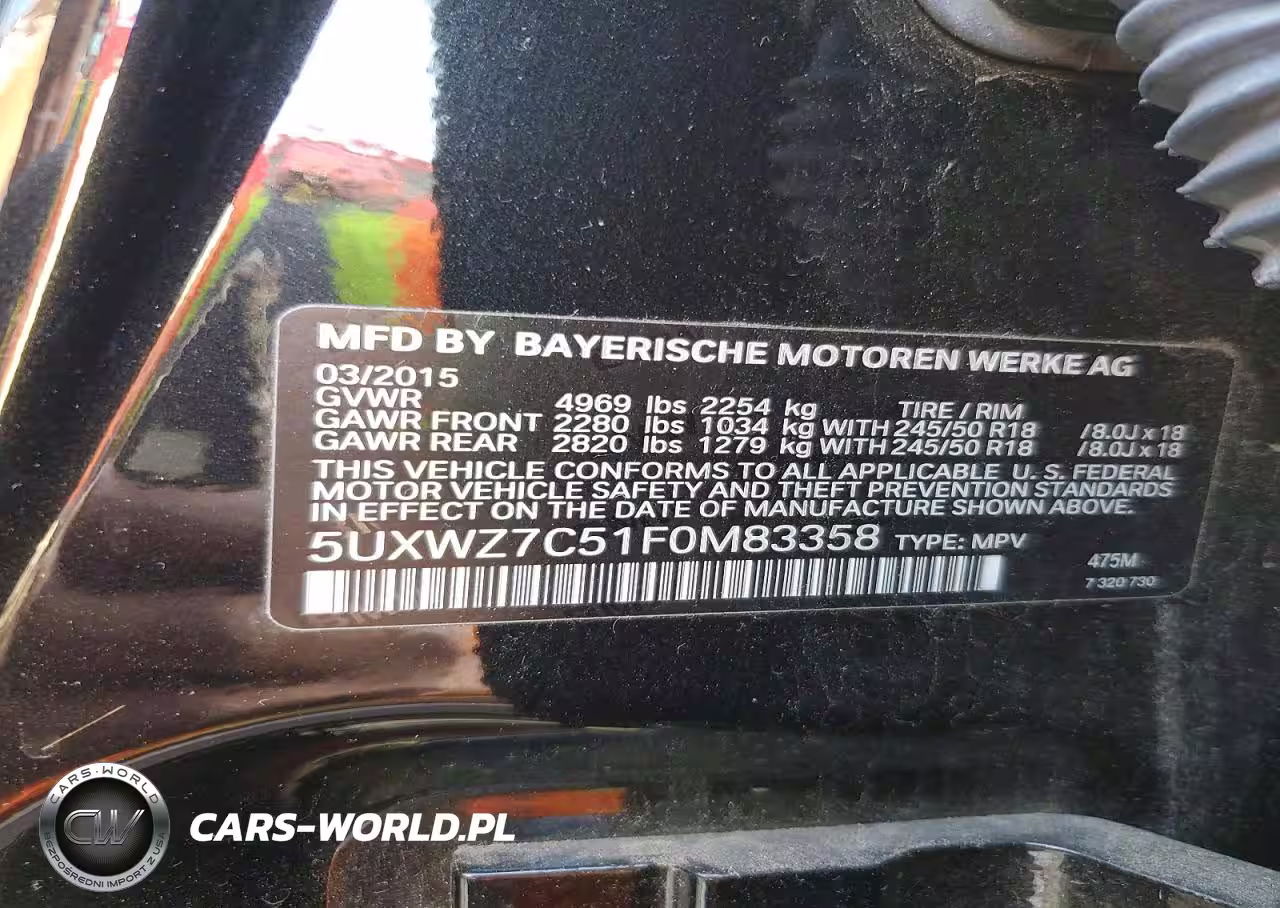 MFD BY BAYERISCHE MOTOREN WERKE AG
03/2015
GVWR 4969 lbs 2254 kg TIRE / RIM
GAWR FRONT 2280 lbs 1034 kg WITH 245/50 R18 /8.0J x 18
GAWR REAR 2820 lbs 1279 kg WITH 245/50 R18 /8.0J x 18
THIS VEHICLE CONFORMS TO ALL APPLICABLE U. S. FEDERAL
MOTOR VEHICLE SAFETY AND THEFT PREVENTION STANDARDS
IN EFFECT ON THE DATE OF MANUFACTURE SHOWN ABOVE.
5UXWZ7C51F0M83358 TYPE: MPV
475M
7 320 730
CARS-WORLD
CW
BEZPOŚREDNI IMPORT Z USA
CARS-WORLD.PL